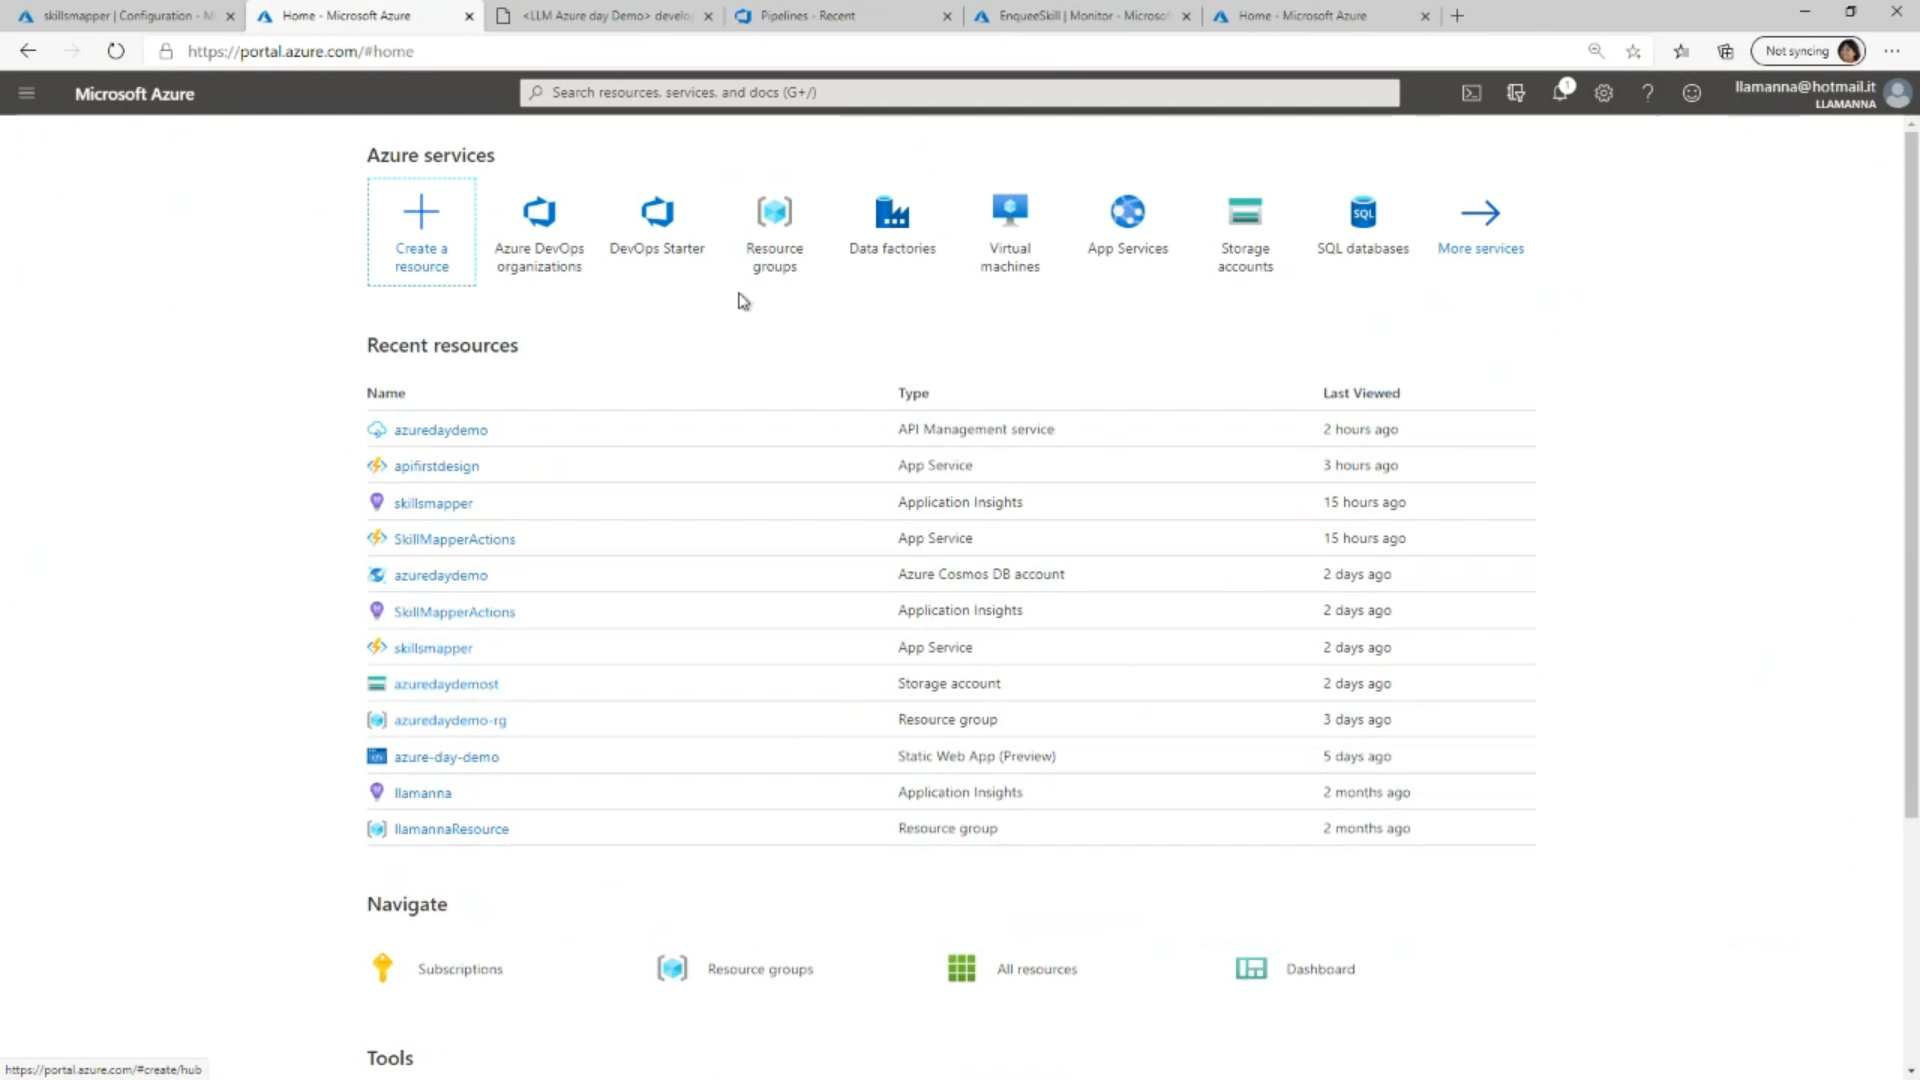 skillsmapper | Configuration - M
Home - Microsoft Azure
<LLM Azure day Demo> develo
Pipelines - Recent
EnqueeSkill | Monitor - Microsof
Home - Microsoft Azure
https://portal.azure.com/#home
Not syncing
Microsoft Azure
Search resources, services, and docs (G+/)
1
llamanna@hotmail.it
LLAMANNA
Azure services
Create a resource
Azure DevOps organizations
DevOps Starter
Resource groups
Data factories
Virtual machines
App Services
Storage accounts
SQL
SQL databases
More services
Recent resources
Name Type Last Viewed
azuredaydemo API Management service 2 hours ago
apifirstdesign App Service 3 hours ago
skillsmapper Application Insights 15 hours ago
SkillMapperActions App Service 15 hours ago
azuredaydemo Azure Cosmos DB account 2 days ago
SkillMapperActions Application Insights 2 days ago
skillsmapper App Service 2 days ago
azuredaydemost Storage account 2 days ago
azuredaydemo-rg Resource group 3 days ago
azure-day-demo Static Web App (Preview) 5 days ago
llamanna Application Insights 2 months ago
llamannaResource Resource group 2 months ago
Navigate
Subscriptions Resource groups All resources Dashboard
Tools
https://portal.azure.com/#create/hub